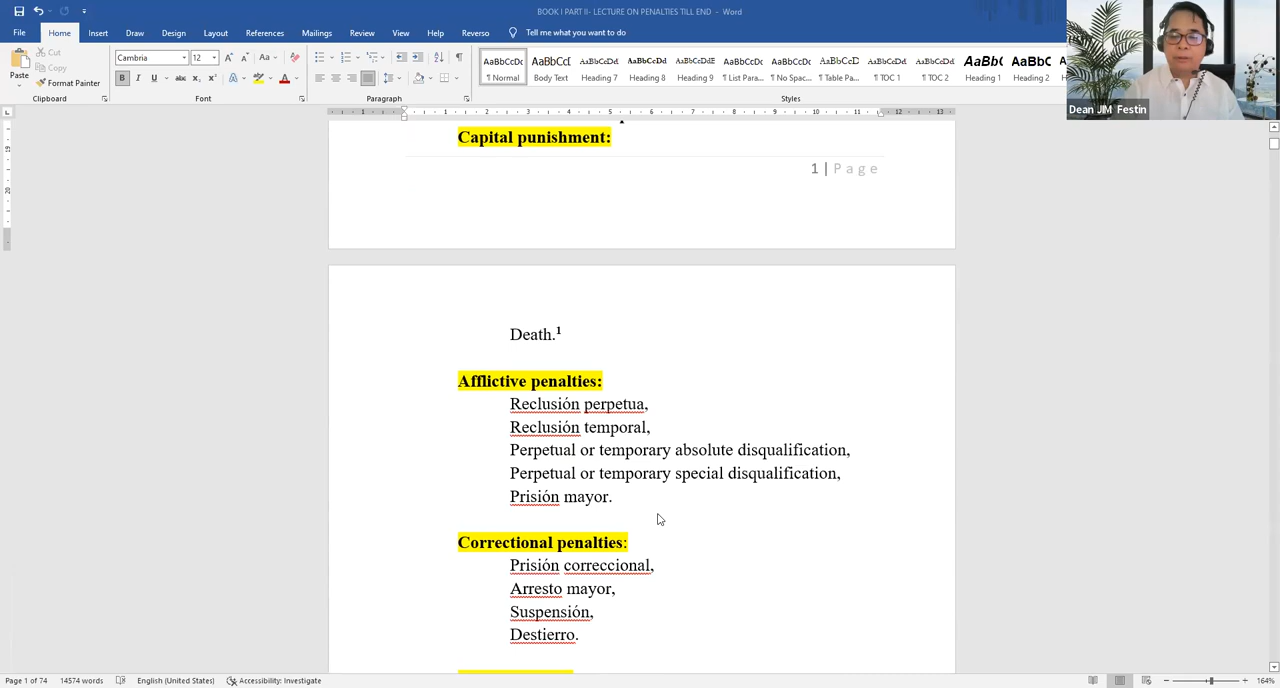 BOOK I PART II- LECTURE ON PENALTIES TILL END - Word
File Home Insert Draw Design Layout References Mailings Review View Help Reverso Tell me what you want to do
Paste
Cut
Copy
Format Painter
Clipboard
Cambria 12
Font
Paragraph
AaBbCcDc AaBbC( AaBbCcDc AaBbCcDc AaBbCcDdE AaBbCcDc AaBbCcDc AaBbCcD AaBbCcDc AaBbCcDc AaBbC AaBbC
¶ Normal Body Text Heading 7 Heading 8 Heading 9 ¶ List Para... ¶ No Spac... ¶ Table Pa... ¶ TOC 1 ¶ TOC 2 Heading 1 Heading 2
Styles
Dean JM Festin
Capital punishment:
1 | Page
Death.1
Afflictive penalties:
Reclusión perpetua,
Reclusión temporal,
Perpetual or temporary absolute disqualification,
Perpetual or temporary special disqualification,
Prisión mayor.
Correctional penalties:
Prisión correccional,
Arresto mayor,
Suspensión,
Destierro.
Page 1 of 74 14574 words English (United States) Accessibility: Investigate 164%